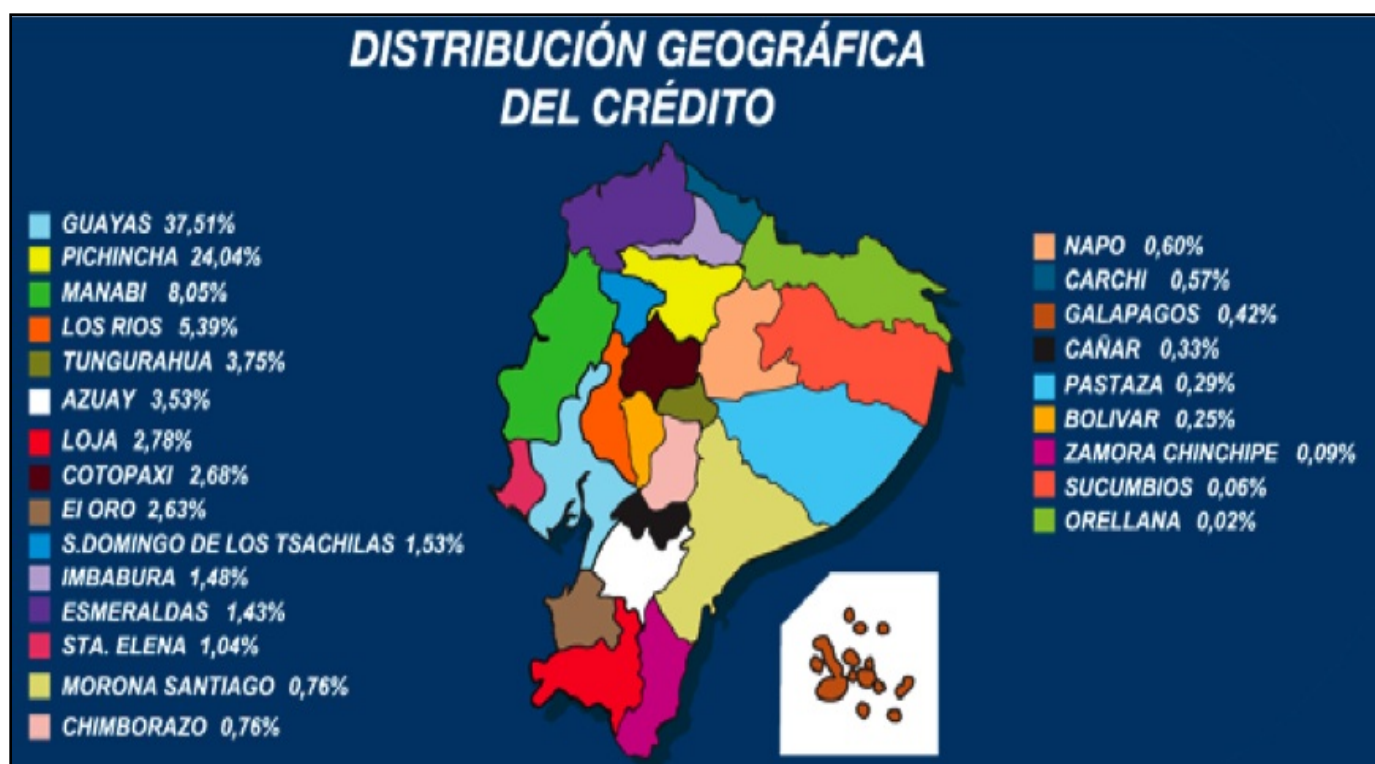 DISTRIBUCIÓN GEOGRÁFICA
DEL CRÉDITO
GUAYAS 37,51%
PICHINCHA 24,04%
MANABI 8,05%
LOS RIOS 5,39%
TUNGURAHUA 3,75%
AZUAY 3,53%
LOJA 2,78%
COTOPAXI 2,68%
El ORO 2,63%
S.DOMINGO DE LOS TSACHILAS 1,53%
IMBABURA 1,48%
ESMERALDAS 1,43%
STA. ELENA 1,04%
MORONA SANTIAGO 0,76%
CHIMBORAZO 0,76%
NAPO 0,60%
CARCHI 0,57%
GALAPAGOS 0,42%
CAÑAR 0,33%
PASTAZA 0,29%
BOLIVAR 0,25%
ZAMORA CHINCHIPE 0,09%
SUCUMBIOS 0,06%
ORELLANA 0,02%